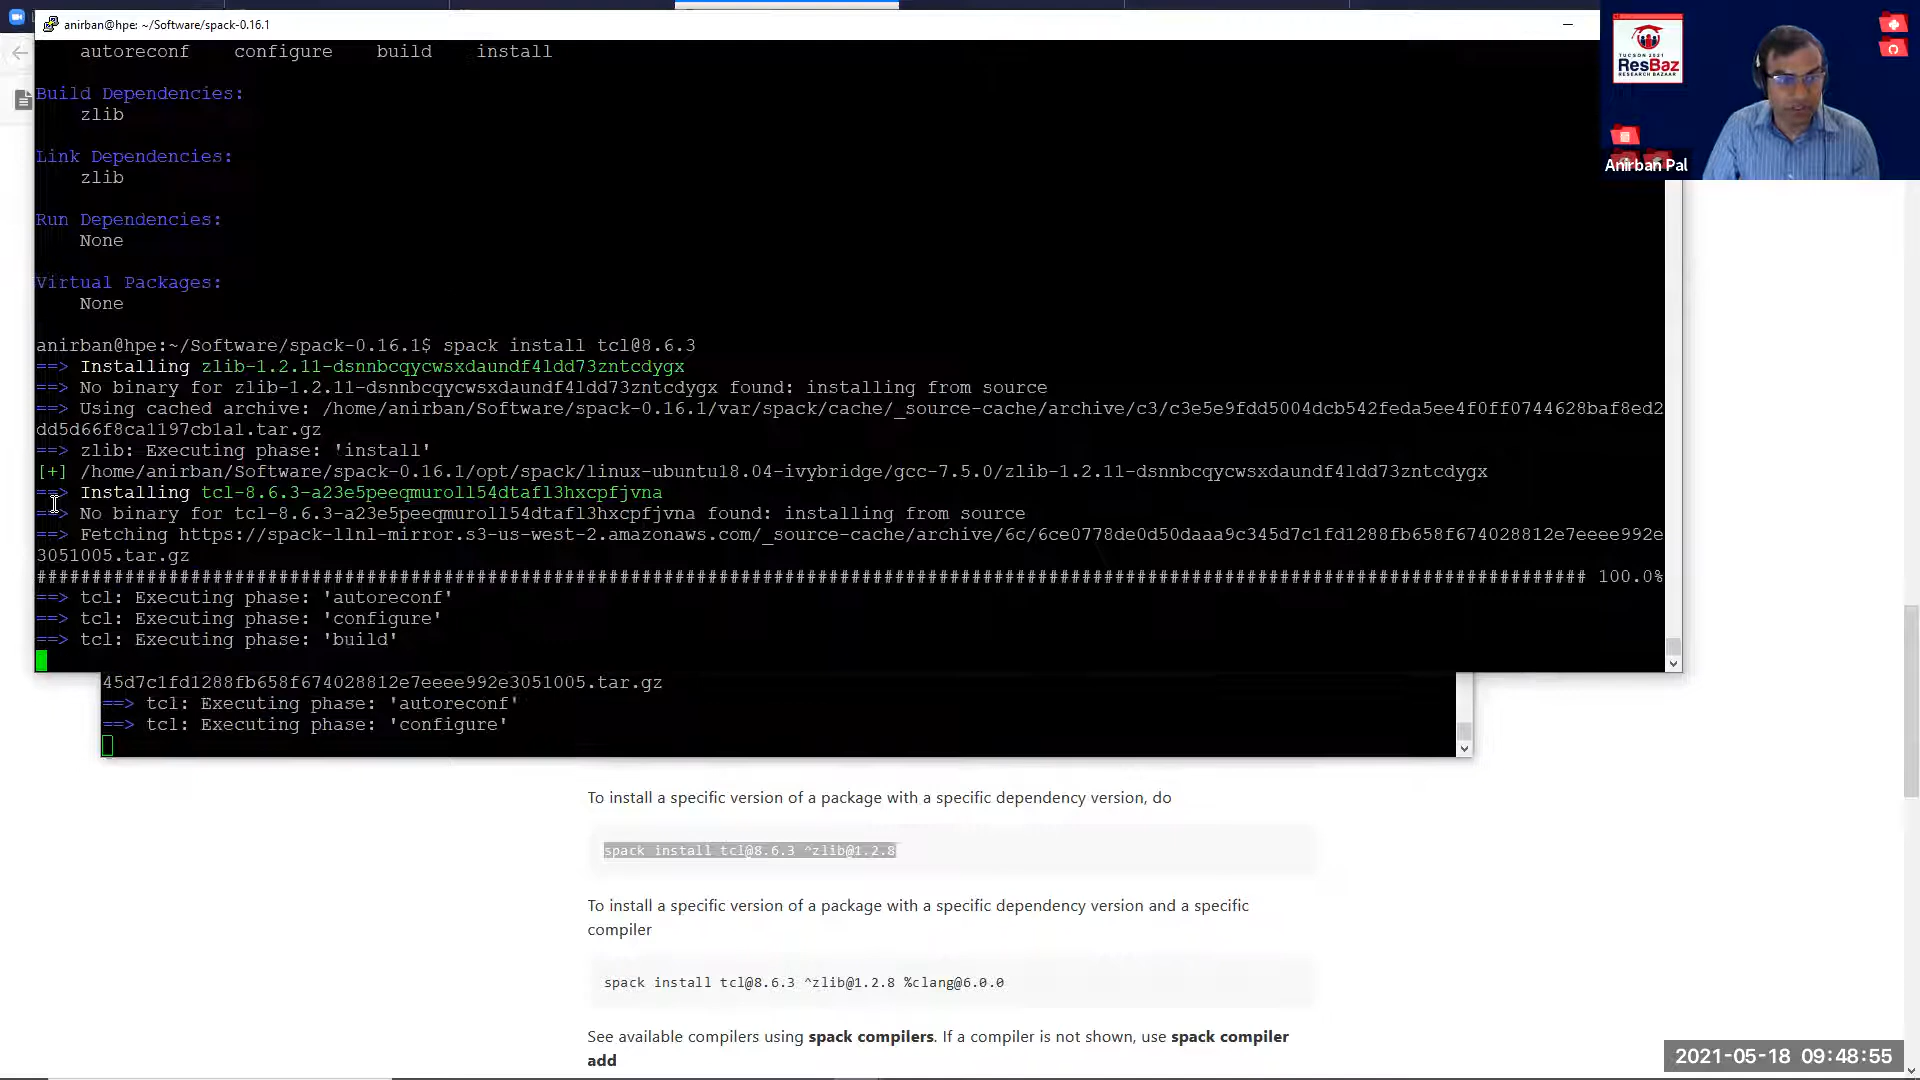 anirban@hpe: ~/Software/spack-0.16.1
autoreconf    configure    build    install
Build Dependencies:
zlib
Link Dependencies:
zlib
Run Dependencies:
None
Virtual Packages:
None
anirban@hpe:~/Software/spack-0.16.1$ spack install tcl@8.6.3
==> Installing zlib-1.2.11-dsnnbcqycwsxdaundf4ldd73zntcdygx
==> No binary for zlib-1.2.11-dsnnbcqycwsxdaundf4ldd73zntcdygx found: installing from source
==> Using cached archive: /home/anirban/Software/spack-0.16.1/var/spack/cache/_source-cache/archive/c3/c3e5e9fdd5004dcb542feda5ee4f0ff0744628baf8ed2
dd5d66f8ca1197cb1a1.tar.gz
==> zlib: Executing phase: 'install'
[+] /home/anirban/Software/spack-0.16.1/opt/spack/linux-ubuntu18.04-ivybridge/gcc-7.5.0/zlib-1.2.11-dsnnbcqycwsxdaundf4ldd73zntcdygx
==> Installing tcl-8.6.3-a23e5peeqmuroll54dtafl3hxcpfjvna
==> No binary for tcl-8.6.3-a23e5peeqmuroll54dtafl3hxcpfjvna found: installing from source
==> Fetching https://spack-llnl-mirror.s3-us-west-2.amazonaws.com/_source-cache/archive/6c/6ce0778de0d50daaa9c345d7c1fd1288fb658f674028812e7eeee992e
3051005.tar.gz
############################################################################################################################################# 100.0%
==> tcl: Executing phase: 'autoreconf'
==> tcl: Executing phase: 'configure'
==> tcl: Executing phase: 'build'
45d7c1fd1288fb658f674028812e7eeee992e3051005.tar.gz
==> tcl: Executing phase: 'autoreconf'
==> tcl: Executing phase: 'configure'
To install a specific version of a package with a specific dependency version, do
spack install tcl@8.6.3 ^zlib@1.2.8
To install a specific version of a package with a specific dependency version and a specific
compiler
spack install tcl@8.6.3 ^zlib@1.2.8 %clang@6.0.0
See available compilers using spack compilers. If a compiler is not shown, use spack compiler
add
TUCSON 2021
ResBaz
RESEARCH BAZAAR
Anirban Pal
2021-05-18 09:48:55